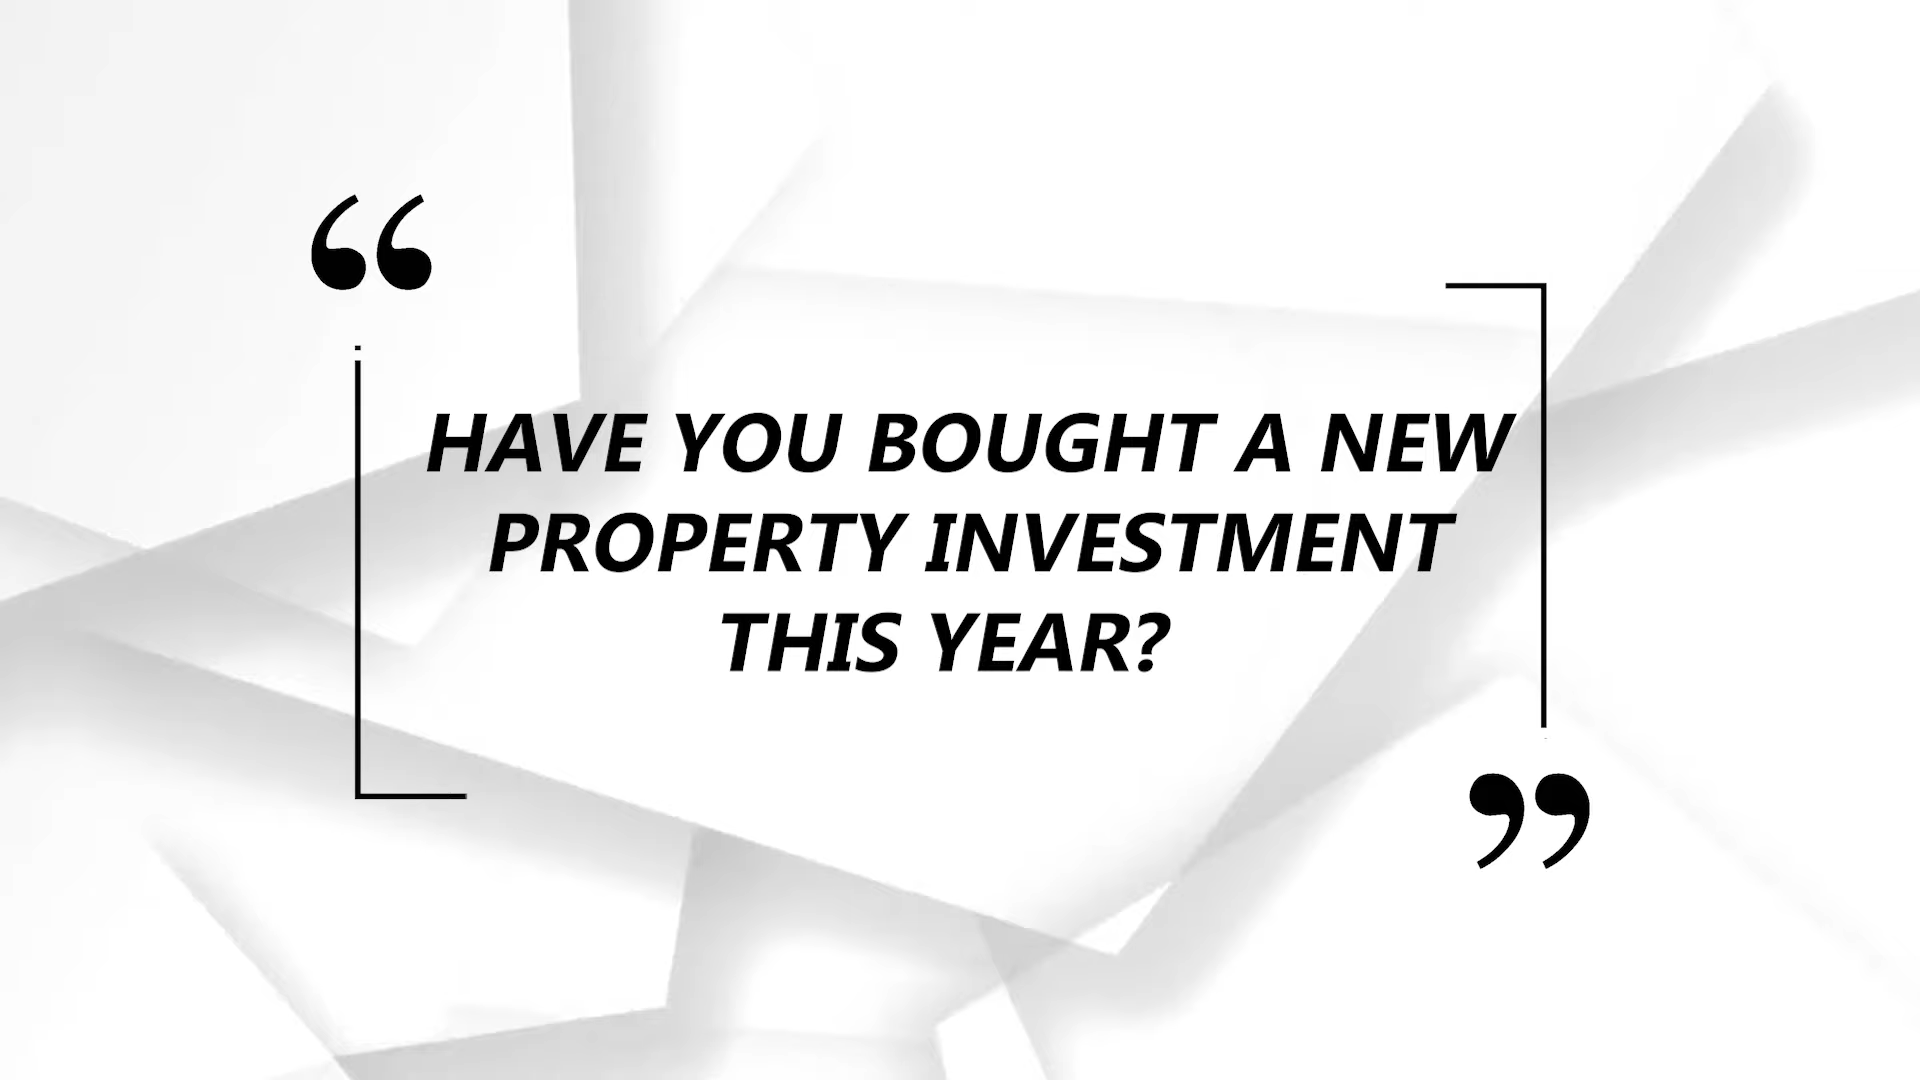 “
HAVE YOU BOUGHT A NEW
PROPERTY INVESTMENT
THIS YEAR?
”